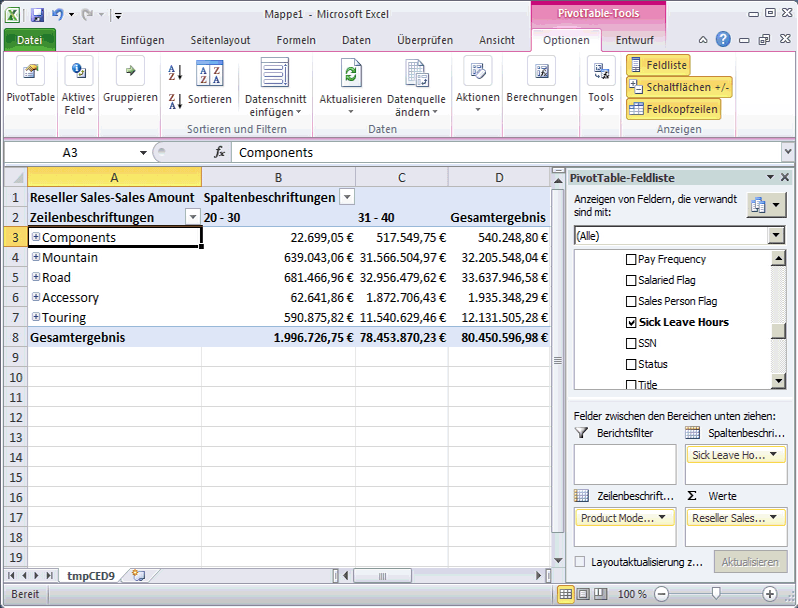 Mappe1 - Microsoft Excel
PivotTable-Tools
Datei Start Einfügen Seitenlayout Formeln Daten Überprüfen Ansicht Optionen Entwurf
PivotTable
Aktives
Feld
Gruppieren
Sortieren
Datenschnitt
einfügen
Aktualisieren
Datenquelle
ändern
Aktionen
Berechnungen
Tools
Feldliste
Schaltflächen +/-
Feldkopfzeilen
Sortieren und Filtern
Daten
Anzeigen
A3 fx Components
A B C D
1 Reseller Sales-Sales Amount Spaltenbeschriftungen
2 Zeilenbeschriftungen 20 - 30 31 - 40 Gesamtergebnis
3 Components 22.699,05 € 517.549,75 € 540.248,80 €
4 Mountain 639.043,06 € 31.566.504,97 € 32.205.548,04 €
5 Road 681.466,96 € 32.956.479,62 € 33.637.946,58 €
6 Accessory 62.641,86 € 1.872.706,43 € 1.935.348,29 €
7 Touring 590.875,82 € 11.540.629,46 € 12.131.505,28 €
8 Gesamtergebnis 1.996.726,75 € 78.453.870,23 € 80.450.596,98 €
9
10
11
12
13
14
15
16
17
18
19
tmpCED9
Bereit
100 %
PivotTable-Feldliste
Anzeigen von Feldern, die verwandt
sind mit:
(Alle)
Pay Frequency
Salaried Flag
Sales Person Flag
Sick Leave Hours
SSN
Status
Title
Felder zwischen den Bereichen unten ziehen:
Berichtsfilter
Spaltenbeschri...
Sick Leave Ho...
Zeilenbeschrift...
Σ Werte
Product Mode...
Reseller Sales...
Layoutaktualisierung z...
Aktualisieren